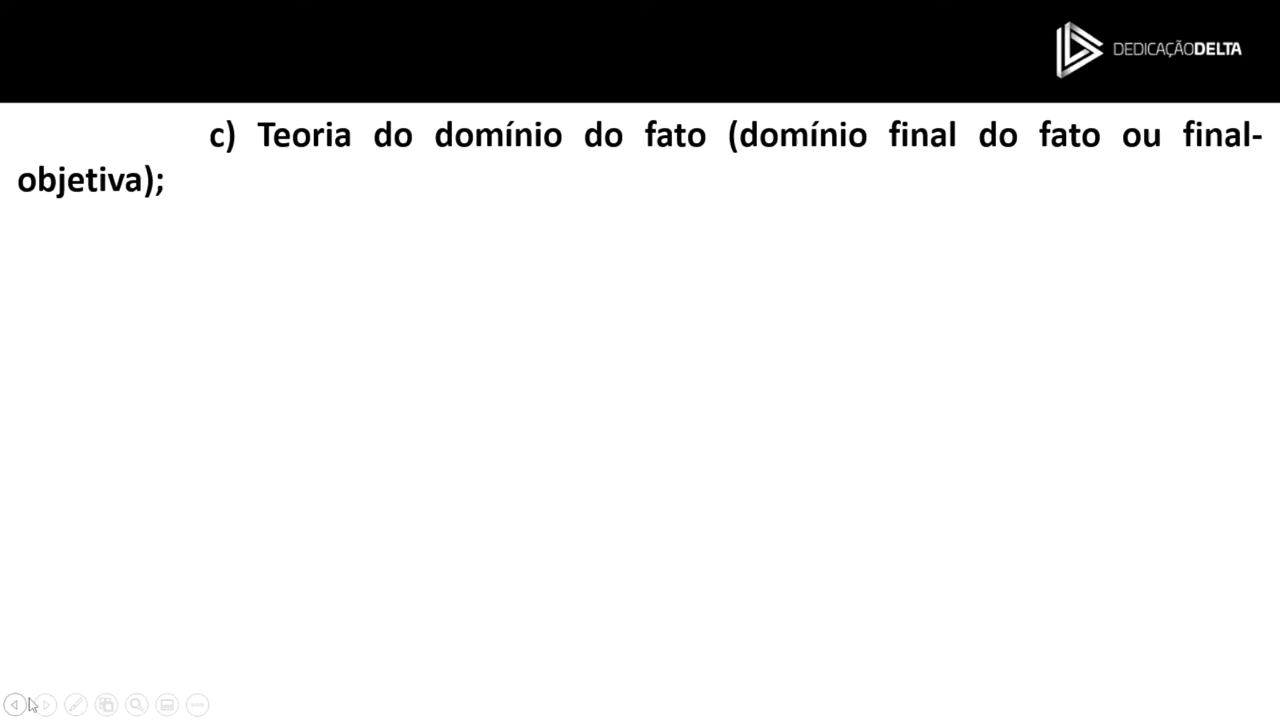 DEDICAÇÃODELTA
c) Teoria do domínio do fato (domínio final do fato ou final-
objetiva);